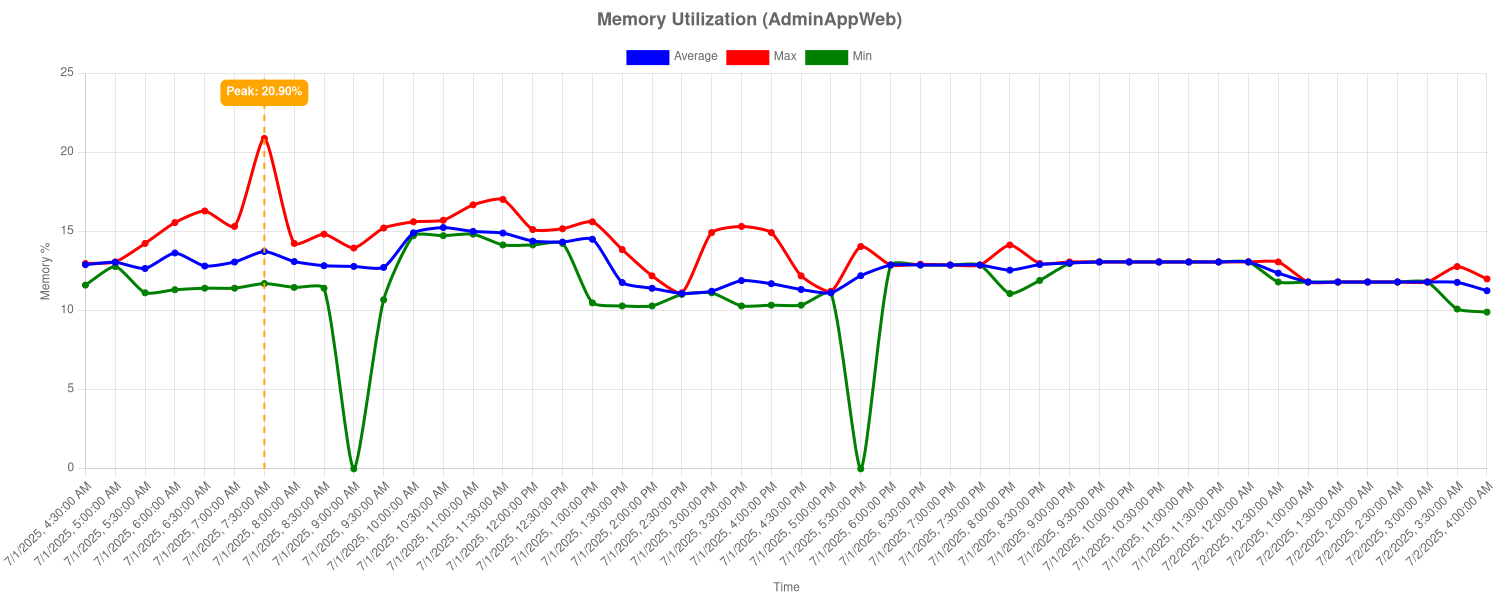 Memory Utilization (AdminAppWeb)
Average Max Min
Peak: 20.90%
25
20
15
10
5
0
Memory %
7/1/2025, 4:30:00 AM
7/1/2025, 5:00:00 AM
7/1/2025, 5:30:00 AM
7/1/2025, 6:00:00 AM
7/1/2025, 6:30:00 AM
7/1/2025, 7:00:00 AM
7/1/2025, 7:30:00 AM
7/1/2025, 8:00:00 AM
7/1/2025, 8:30:00 AM
7/1/2025, 9:00:00 AM
7/1/2025, 9:30:00 AM
7/1/2025, 10:00:00 AM
7/1/2025, 10:30:00 AM
7/1/2025, 11:00:00 AM
7/1/2025, 11:30:00 AM
7/1/2025, 12:00:00 PM
7/1/2025, 12:30:00 PM
7/1/2025, 1:00:00 PM
7/1/2025, 1:30:00 PM
7/1/2025, 2:00:00 PM
7/1/2025, 2:30:00 PM
7/1/2025, 3:00:00 PM
7/1/2025, 3:30:00 PM
7/1/2025, 4:00:00 PM
7/1/2025, 4:30:00 PM
7/1/2025, 5:00:00 PM
7/1/2025, 5:30:00 PM
7/1/2025, 6:00:00 PM
7/1/2025, 6:30:00 PM
7/1/2025, 7:00:00 PM
7/1/2025, 7:30:00 PM
7/1/2025, 8:00:00 PM
7/1/2025, 8:30:00 PM
7/1/2025, 9:00:00 PM
7/1/2025, 9:30:00 PM
7/1/2025, 10:00:00 PM
7/1/2025, 10:30:00 PM
7/1/2025, 11:00:00 PM
7/1/2025, 11:30:00 PM
7/2/2025, 12:00:00 AM
7/2/2025, 12:30:00 AM
7/2/2025, 1:00:00 AM
7/2/2025, 1:30:00 AM
7/2/2025, 2:00:00 AM
7/2/2025, 2:30:00 AM
7/2/2025, 3:00:00 AM
7/2/2025, 3:30:00 AM
7/2/2025, 4:00:00 AM
Time